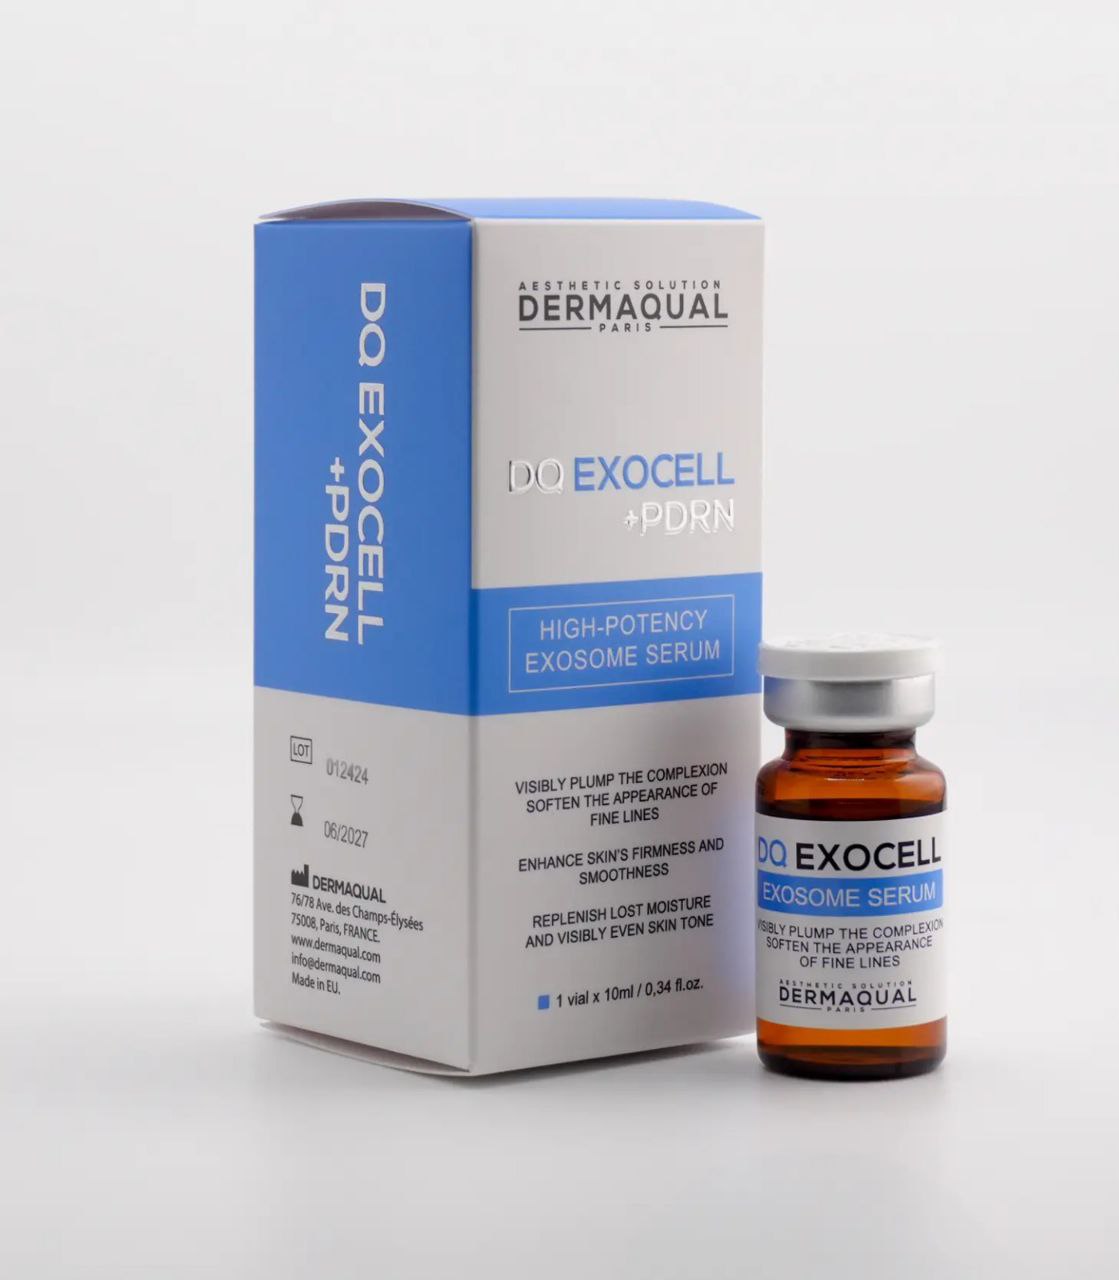 DQ EXOCELL
+PDRN
LOT
012424
06/2027
DERMAQUAL
76/78 Ave. des Champs-Élysées
75008, Paris, FRANCE.
www.dermaqual.com
info@dermaqual.com
Made in EU.
AESTHETIC SOLUTION
DERMAQUAL
PARIS
DQ EXOCELL
+PDRN
HIGH-POTENCY
EXOSOME SERUM
VISIBLY PLUMP THE COMPLEXION
SOFTEN THE APPEARANCE OF
FINE LINES
ENHANCE SKIN'S FIRMNESS AND
SMOOTHNESS
REPLENISH LOST MOISTURE
AND VISIBLY EVEN SKIN TONE
1 vial x 10ml / 0,34 fl.oz.
DQ EXOCELL
EXOSOME SERUM
VISIBLY PLUMP THE COMPLEXION
SOFTEN THE APPEARANCE
OF FINE LINES
AESTHETIC SOLUTION
DERMAQUAL
PARIS